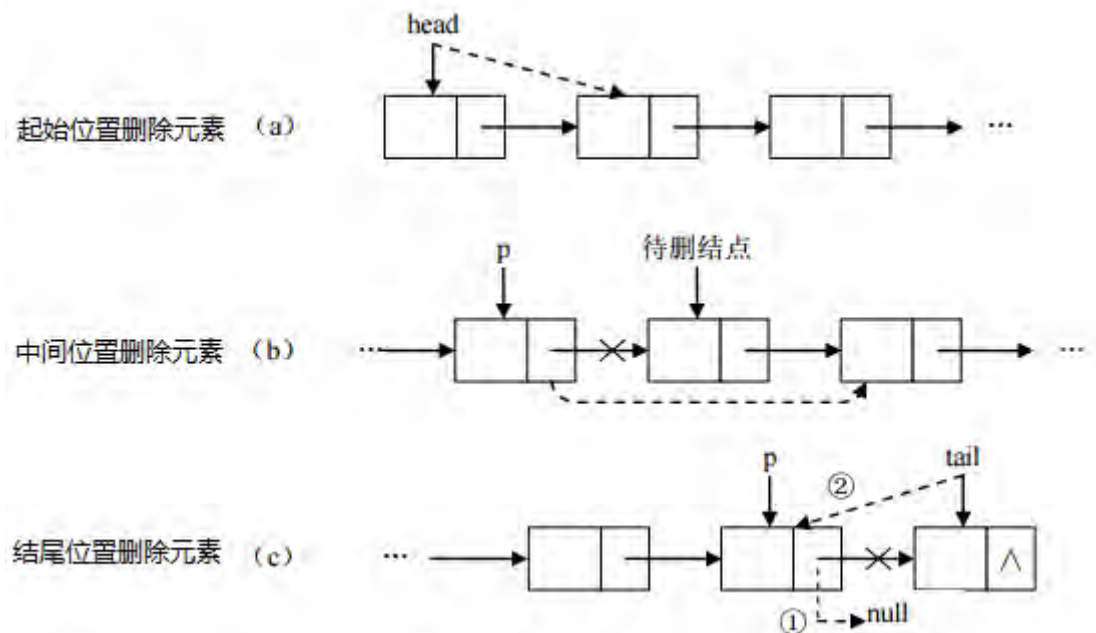 head
起始位置删除元素 (a) ...
p 待删结点
中间位置删除元素 (b) ... ...
p tail
②
结尾位置删除元素 (c) ... ∧
① null